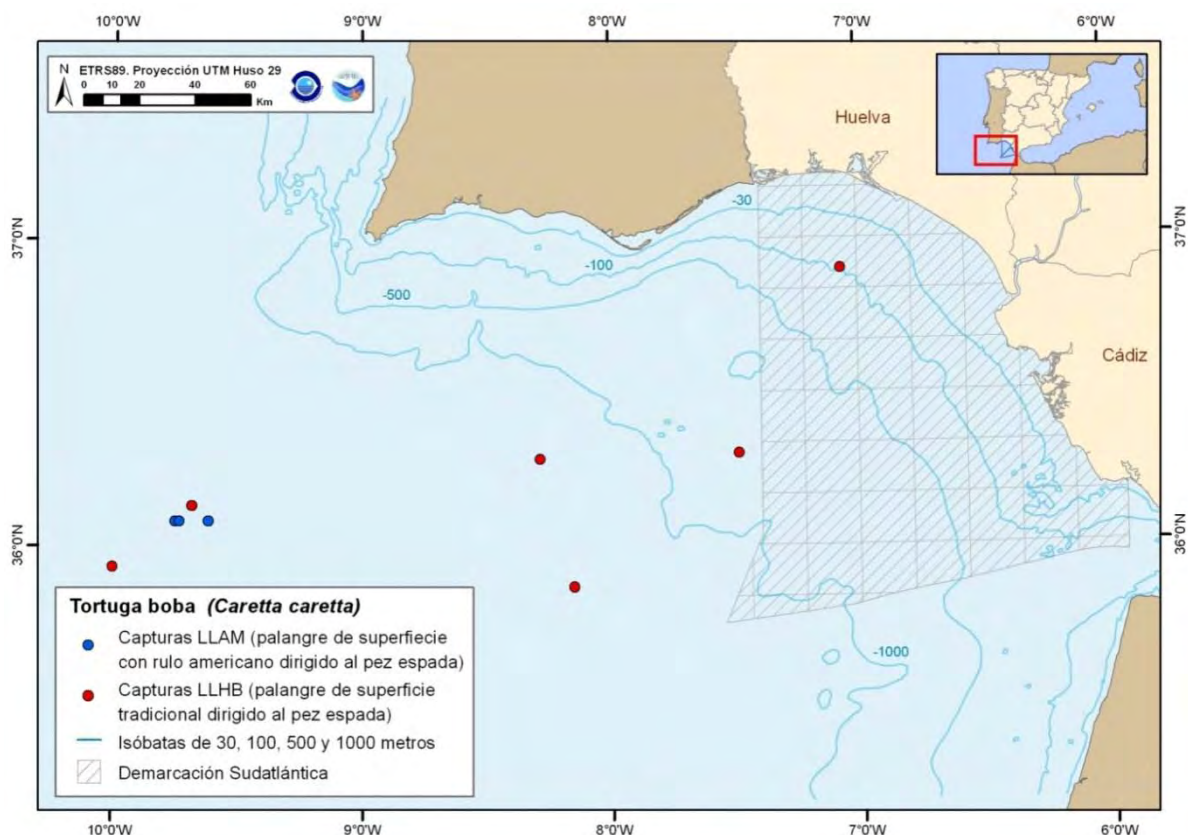 10°0'W 9°0'W 8°0'W 7°0'W 6°0'W
N ETRS89. Proyección UTM Huso 29
0 10 20 40 60
Km
Huelva
37°0'N 37°0'N
-30
-100
-500
Cádiz
36°0'N 36°0'N
-1000
Tortuga boba (Caretta caretta)
Capturas LLAM (palangre de superfiecie
con rulo americano dirigido al pez espada)
Capturas LLHB (palangre de superficie
tradicional dirigido al pez espada)
Isóbatas de 30, 100, 500 y 1000 metros
Demarcación Sudatlántica
10°0'W 9°0'W 8°0'W 7°0'W 6°0'W